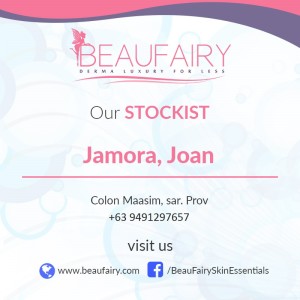 BEAUFAIRY
DERMA LUXURY FOR LESS
Our STOCKIST
Jamora, Joan
Colon Maasim, sar. Prov
+63 9491297657
visit us
www.beaufairy.com /BeauFairySkinEssentials